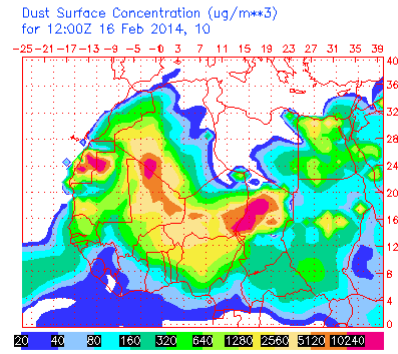 Dust Surface Concentration (ug/m**3)
for 12:00Z 16 Feb 2014, 10
-25 -21 -17 -13 -9 -5 -10 3 7 11 15 19 23 27 31 35 39
40
36
32
28
24
20
16
12
8
4
0
20 40 80 160 320 640 1280 2560 5120 10240